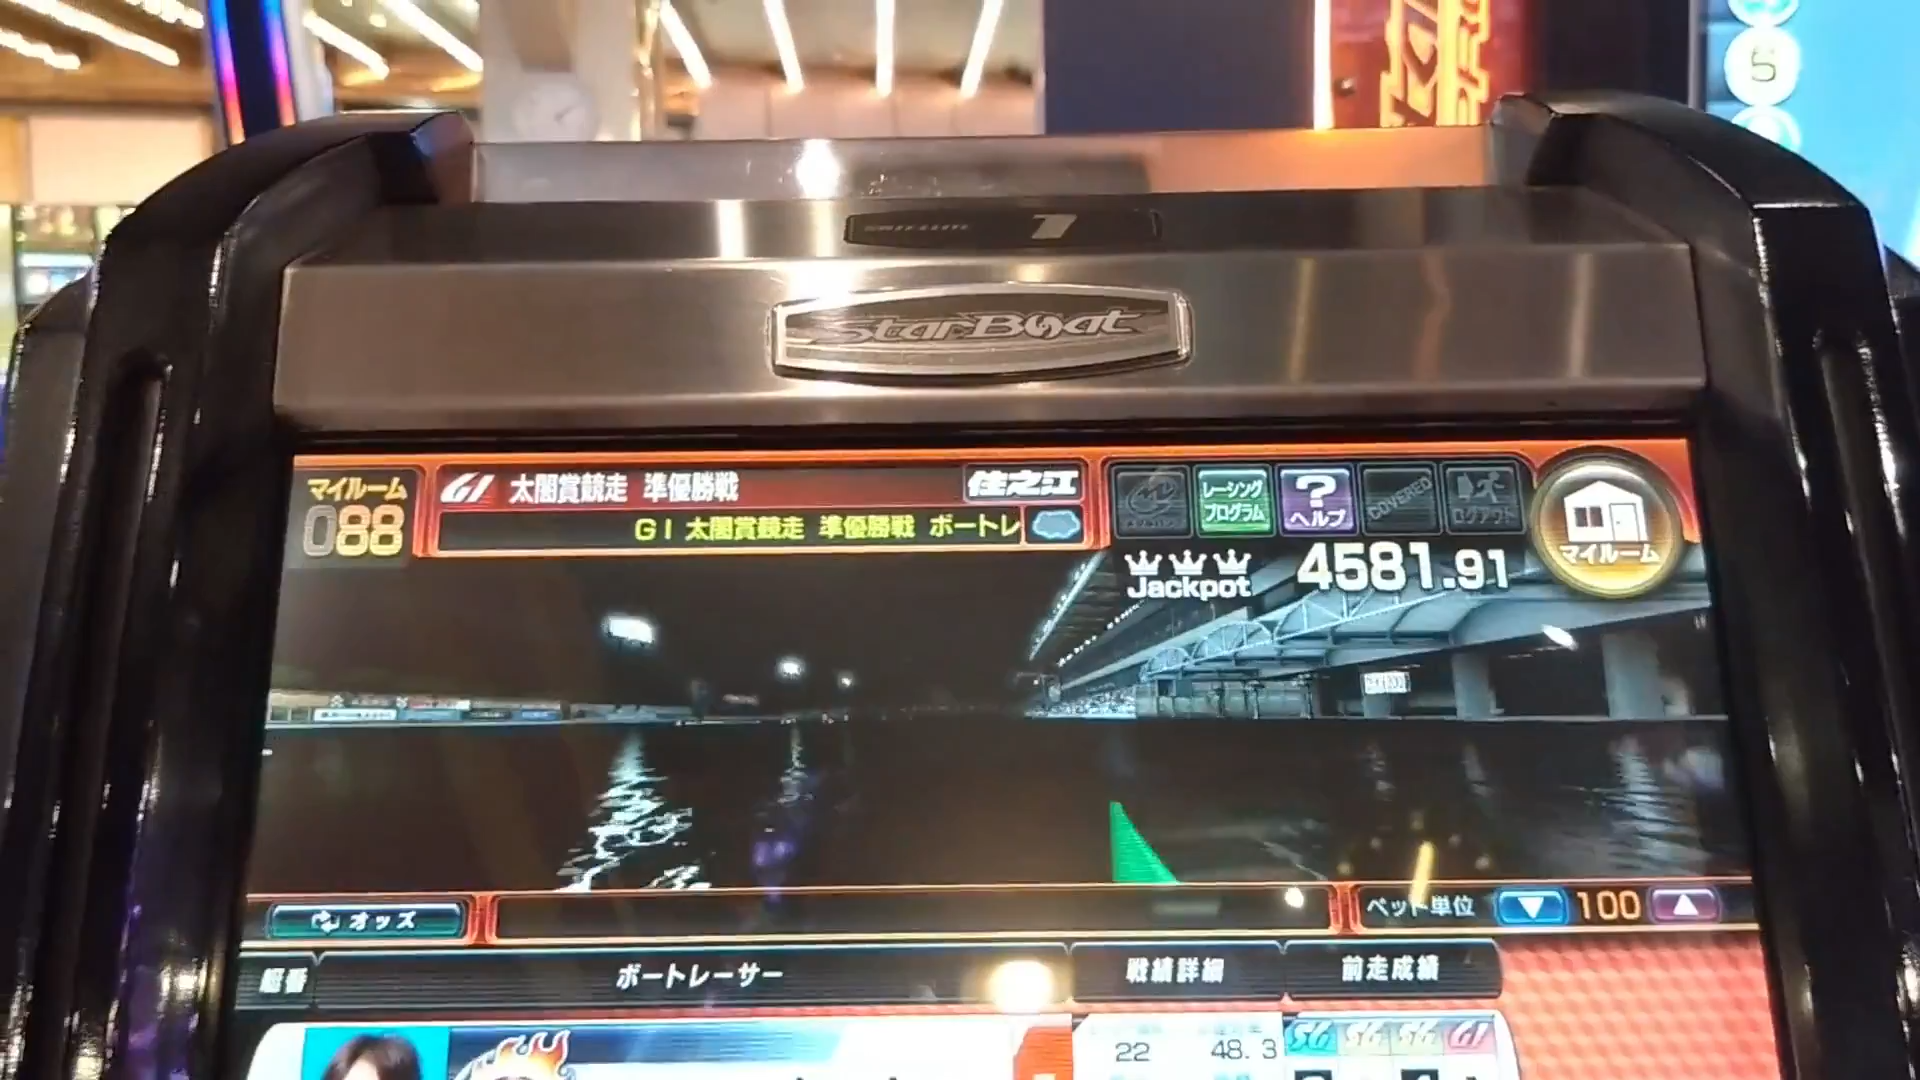 5
SATELLITE 1
StarBoat
マイルーム
088
G1 太閤賞競走 準優勝戦
住之江
GⅠ 太閤賞競走 準優勝戦 ボートレ
レーシング
プログラム
?
ヘルプ
COVERED
ログアウト
マイルーム
Jackpot 4581.91
オッズ
ベット単位 ▼ 100 ▲
艇番 ボートレーサー 戦績詳細 前走成績
22 48.3